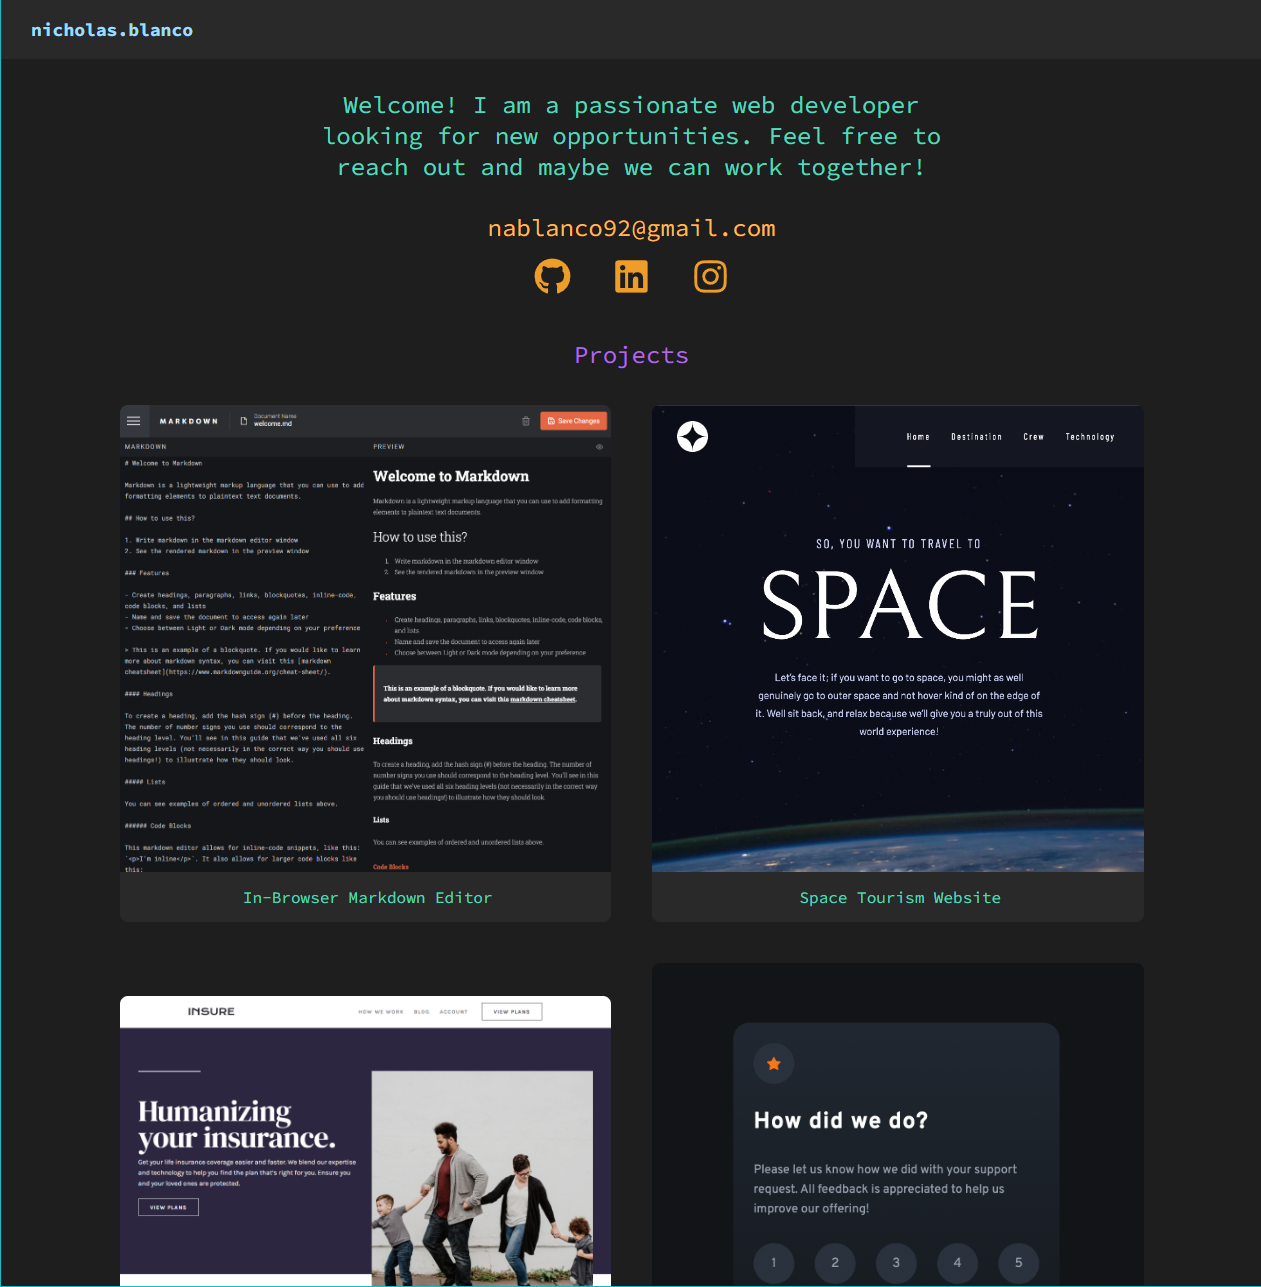 nicholas.blanco
Welcome! I am a passionate web developer
looking for new opportunities. Feel free to
reach out and maybe we can work together!
nablanco92@gmail.com
Projects
MARKDOWN
Document Name
welcome.md
Save Changes
MARKDOWN
# Welcome to Markdown
Markdown is a lightweight markup language that you can use to add
formatting elements to plaintext text documents.
## How to use this?
1. Write markdown in the markdown editor window
2. See the rendered markdown in the preview window
### Features
- Create headings, paragraphs, links, blockquotes, inline-code,
code blocks, and lists
- Name and save the document to access again later
- Choose between Light or Dark mode depending on your preference
> This is an example of a blockquote. If you would like to learn
more about markdown syntax, you can visit this [markdown
cheatsheet](https://www.markdownguide.org/cheat-sheet/).
#### Headings
To create a heading, add the hash sign (#) before the heading.
The number of number signs you use should correspond to the
heading level. You'll see in this guide that we've used all six
heading levels (not necessarily in the correct way you should use
headings!) to illustrate how they should look.
##### Lists
You can see examples of ordered and unordered lists above.
###### Code Blocks
This markdown editor allows for inline-code snippets, like this:
`<p>I'm inline</p>`. It also allows for larger code blocks like
this:
PREVIEW
Welcome to Markdown
Markdown is a lightweight markup language that you can use to add formatting
elements to plaintext text documents.
How to use this?
1. Write markdown in the markdown editor window
2. See the rendered markdown in the preview window
Features
Create headings, paragraphs, links, blockquotes, inline-code, code blocks,
and lists
Name and save the document to access again later
Choose between Light or Dark mode depending on your preference
This is an example of a blockquote. If you would like to learn more
about markdown syntax, you can visit this markdown cheatsheet.
Headings
To create a heading, add the hash sign (#) before the heading. The number of
number signs you use should correspond to the heading level. You'll see in this
guide that we've used all six heading levels (not necessarily in the correct way
you should use headings!) to illustrate how they should look.
Lists
You can see examples of ordered and unordered lists above.
Code Blocks
In-Browser Markdown Editor
Home Destination Crew Technology
SO, YOU WANT TO TRAVEL TO
SPACE
Let's face it; if you want to go to space, you might as well
genuinely go to outer space and not hover kind of on the edge of
it. Well sit back, and relax because we'll give you a truly out of this
world experience!
Space Tourism Website
INSURE
HOW WE WORK BLOG ACCOUNT VIEW PLANS
Humanizing
your insurance.
Get your life insurance coverage easier and faster. We blend our expertise
and technology to help you find the plan that's right for you. Ensure you
and your loved ones are protected.
VIEW PLANS
How did we do?
Please let us know how we did with your support
request. All feedback is appreciated to help us
improve our offering!
1 2 3 4 5